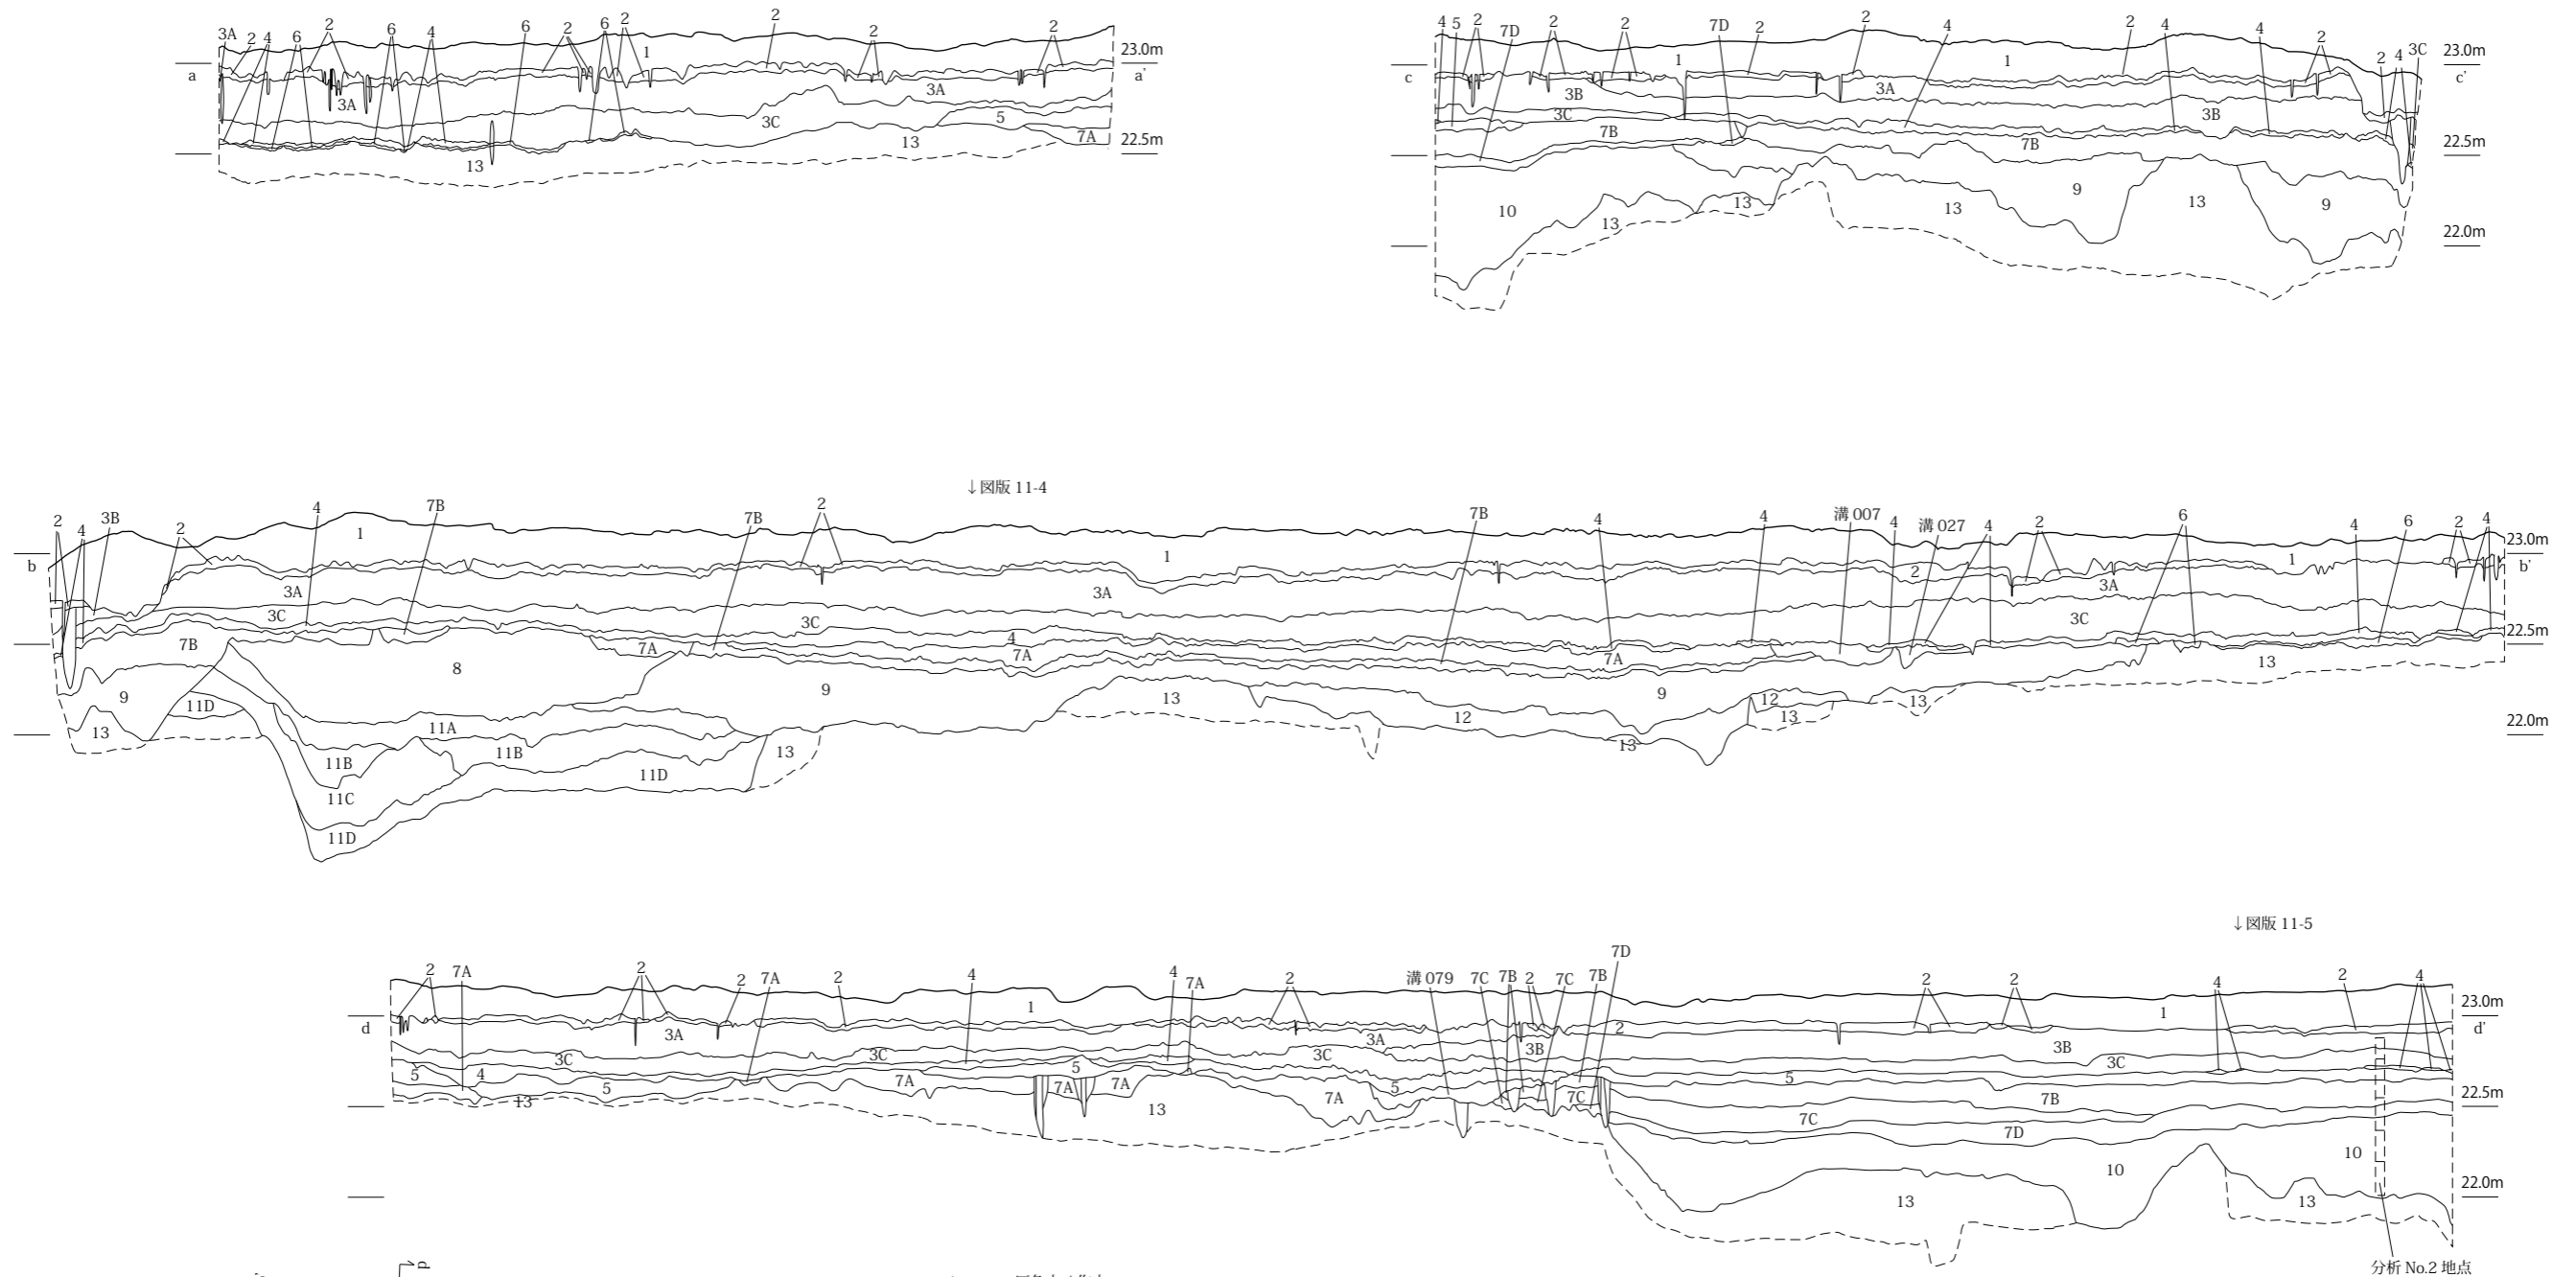 3A 2 4 6 2 6 4 6 2 6 2 1 2 2 2 23.0m
a 3A 3A a'
3C 5
13 13 7A 22.5m
4 5 2 7D 2 2 7D 2 2 4 2 4 4 2 2 4 3C 23.0m
c 1 1 c'
3B 3A 3B
3C
7B 7B 22.5m
10 13 13 13 9 13 9
22.0m
↓図版 11-4
2 4 3B 2 4 7B 7B 2 7B 4 4 溝 007 4 溝 027 4 2 6 4 6 2 4 23.0m
b 1 1 1 b'
3A 3A 2 3A
3C 3C 3C
7B 8 7A 4 7A 7A 13 22.5m
9 11D 9 13 9 12 13
13 11A 11B 13 12 13 13 22.0m
11B 11D
11C
11D
↓図版 11-5
2 7A 2 2 7A 2 4 4 7A 2 溝 079 7C 7B 2 7C 7B 7D 2 2 4 2 4 23.0m
d 1 1 d'
3A 3A 2
3C 3C 3C 3B 3B 3C
5 4 5 7A 5 7A 7A 5 5
13 13 7A 7C 7B 22.5m
7C 7D
10 10
13 13 22.0m
分析 No.2 地点
d